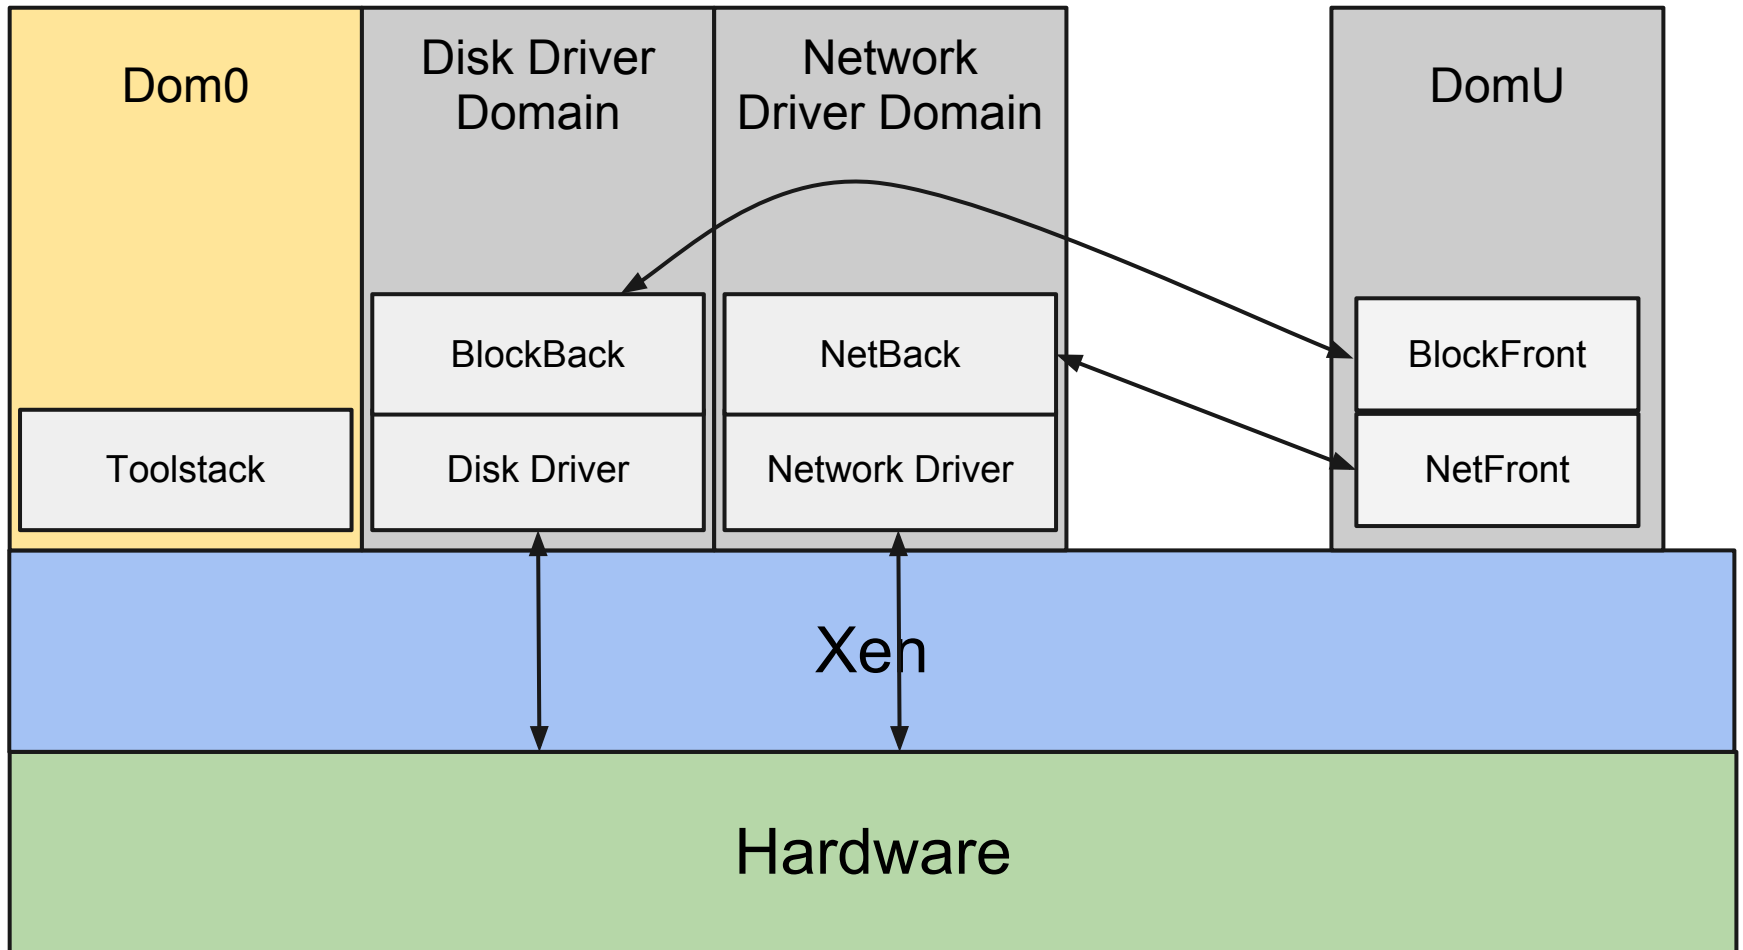 Dom0
Disk Driver
Domain
Network
Driver Domain
DomU
BlockBack
NetBack
BlockFront
Toolstack
Disk Driver
Network Driver
NetFront
Xen
Hardware